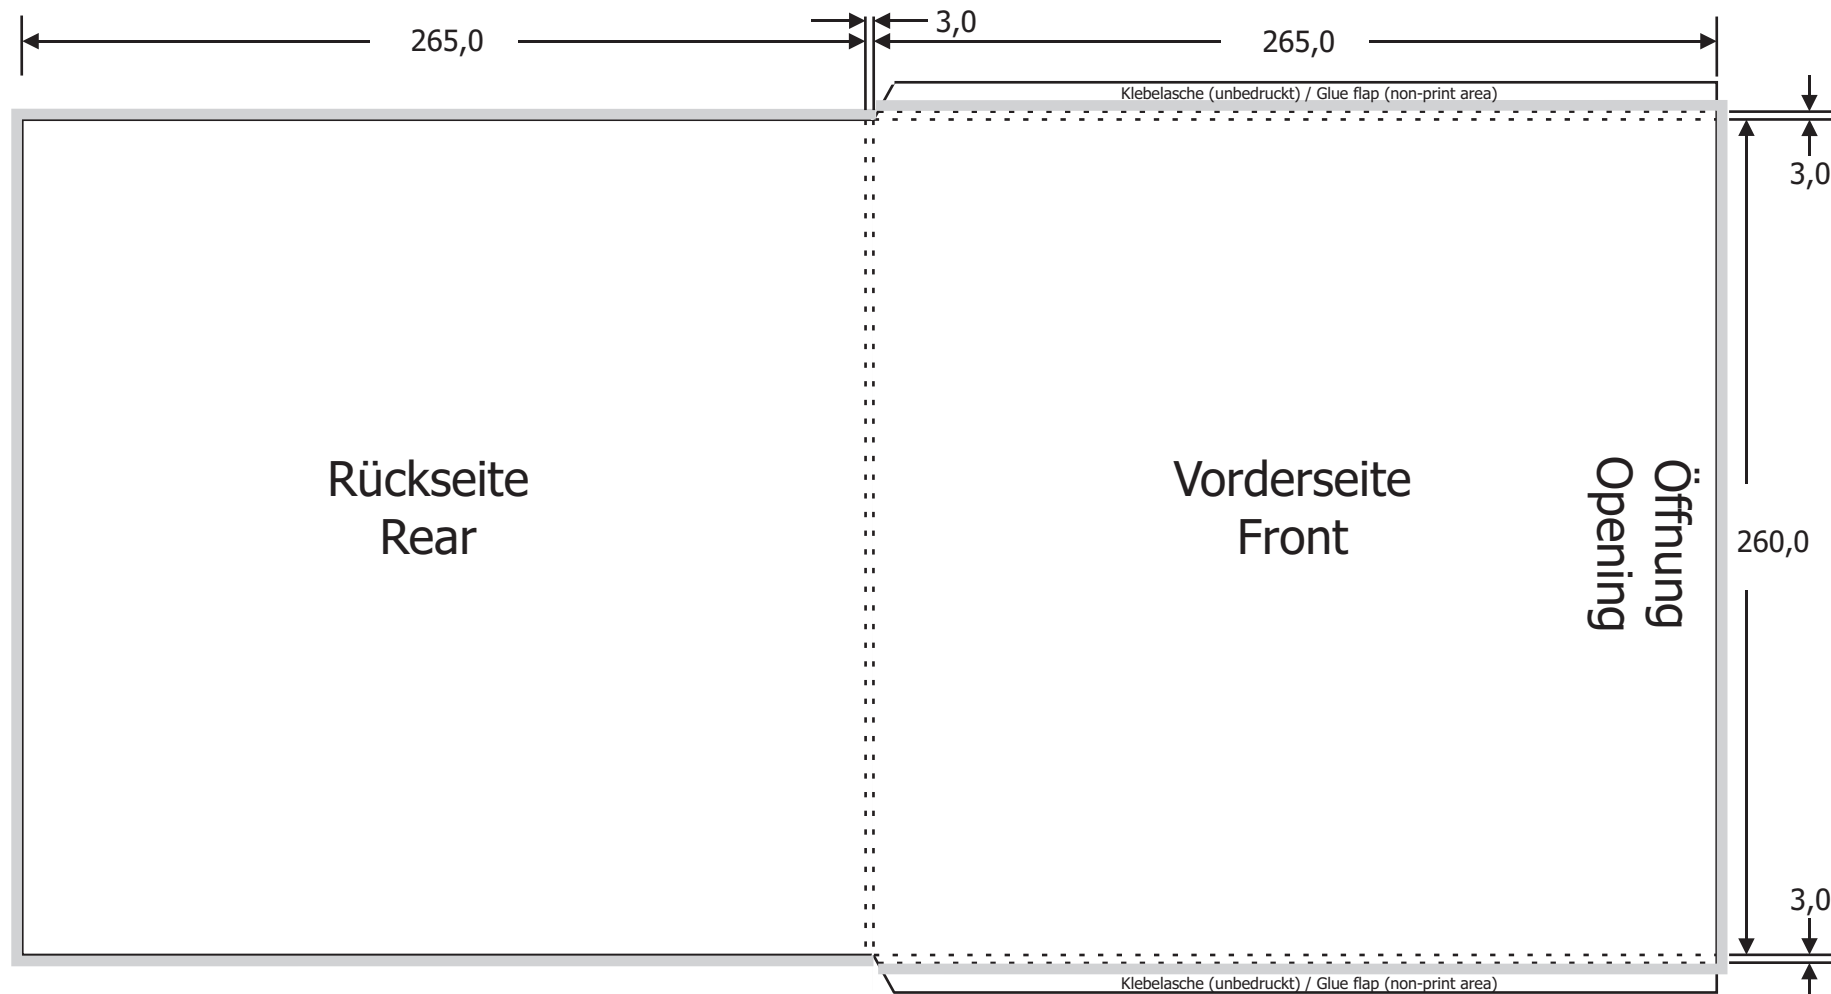 265,0
3,0
265,0
Klebelasche (unbedruckt) / Glue flap (non-print area)
3,0
Rückseite
Rear
Vorderseite
Front
Öffnung
Opening
260,0
3,0
Klebelasche (unbedruckt) / Glue flap (non-print area)